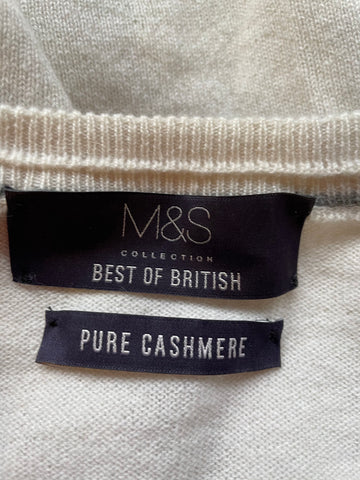 M&S
COLLECTION
BEST OF BRITISH
PURE CASHMERE